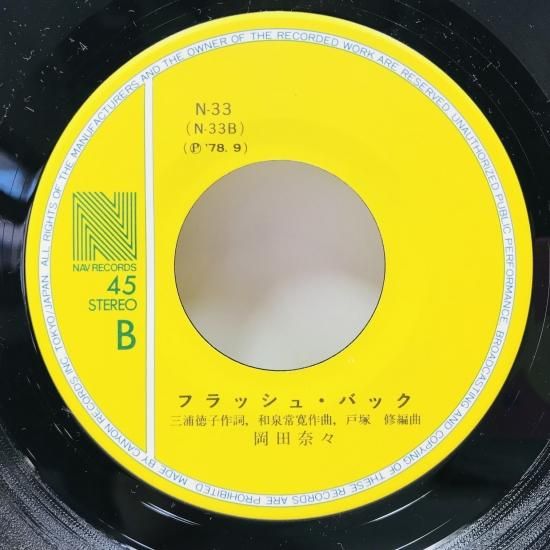 N-33
(N-33B)
(Ⓟ '78. 9)
N
NAV RECORDS
45
STEREO
B
フラッシュ・バック
三浦徳子作詞, 和泉常寛作曲, 戸塚 修編曲
岡田奈々
ALL RIGHTS OF THE MANUFACTURERS AND THE OWNER OF THE RECORDED WORK ARE RESERVED. UNAUTHORIZED PUBLIC PERFORMANCE. BROADCASTING AND COPYING OF THESE RECORDS ARE PROHIBITED MADE BY CANYON RECORDS INC. TOKYO/JAPAN